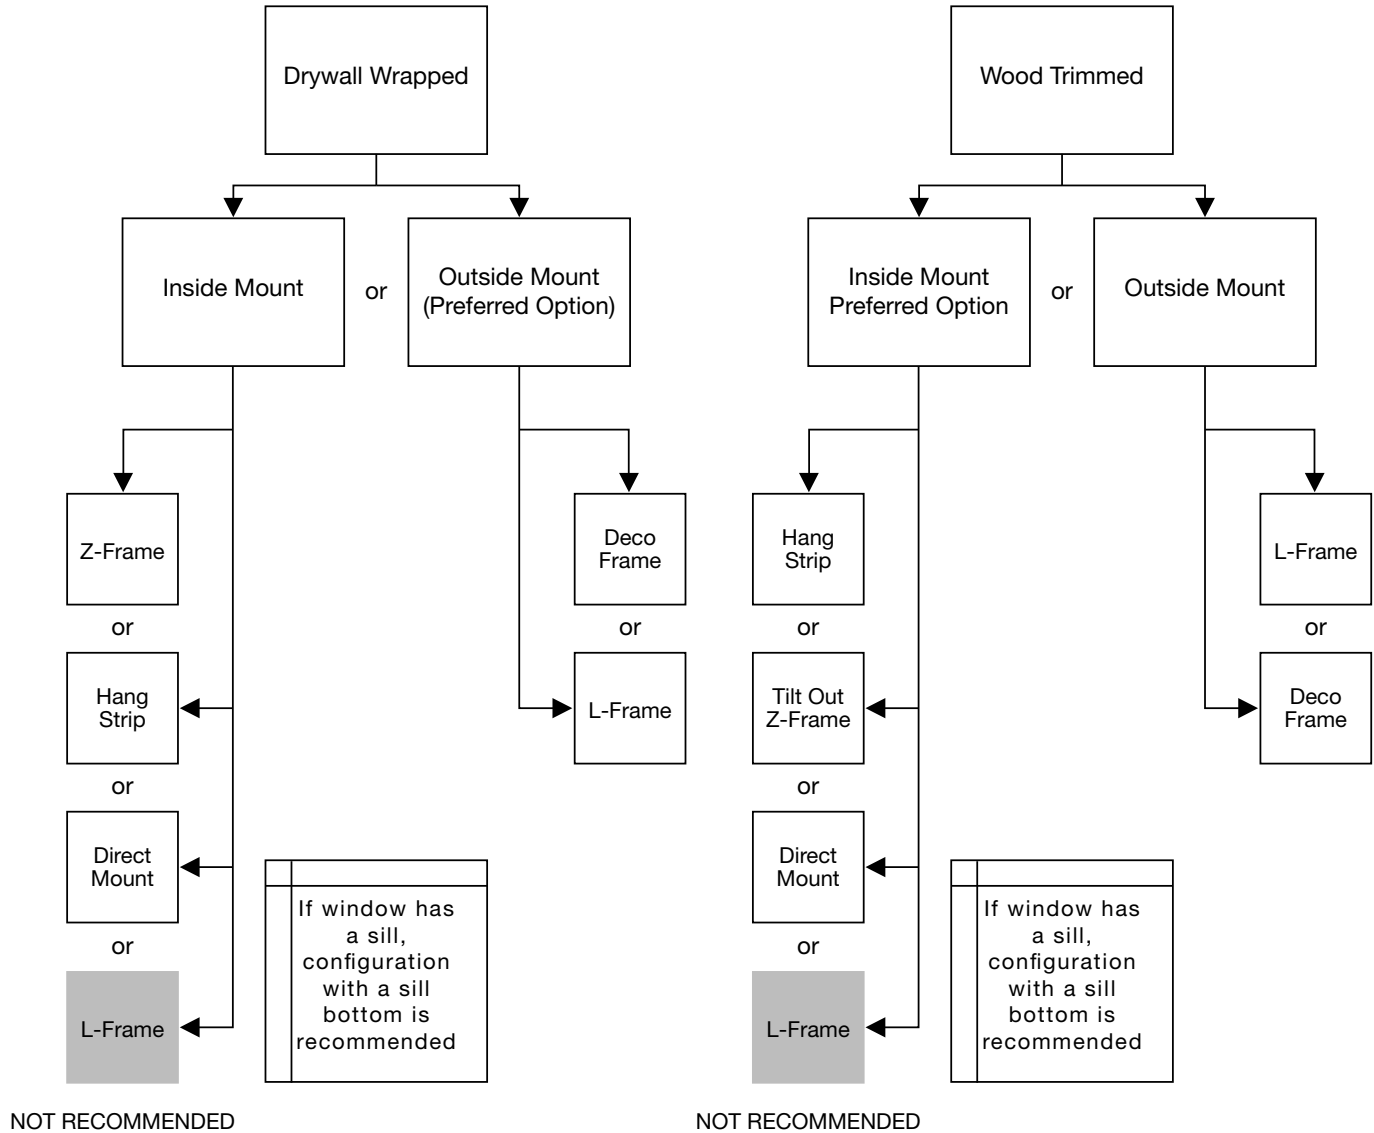 Drywall Wrapped
Inside Mount
or
Outside Mount
(Preferred Option)
Z-Frame
or
Hang
Strip
or
Direct
Mount
or
L-Frame
NOT RECOMMENDED
Deco
Frame
or
L-Frame
If window has
a sill,
configuration
with a sill
bottom is
recommended
Wood Trimmed
Inside Mount
Preferred Option
or
Outside Mount
Hang
Strip
or
Tilt Out
Z-Frame
or
Direct
Mount
or
L-Frame
NOT RECOMMENDED
L-Frame
or
Deco
Frame
If window has
a sill,
configuration
with a sill
bottom is
recommended